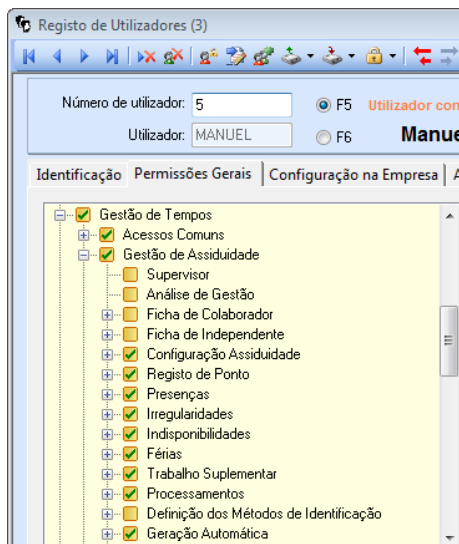 Registo de Utilizadores (3)
Número de utilizador: 5 F5 Utilizador con
Utilizador: MANUEL F6 Manue
Identificação Permissões Gerais Configuração na Empresa A
Gestão de Tempos
Acessos Comuns
Gestão de Assiduidade
Supervisor
Análise de Gestão
Ficha de Colaborador
Ficha de Independente
Configuração Assiduidade
Registo de Ponto
Presenças
Irregularidades
Indisponibilidades
Férias
Trabalho Suplementar
Processamentos
Definição dos Métodos de Identificação
Geração Automática